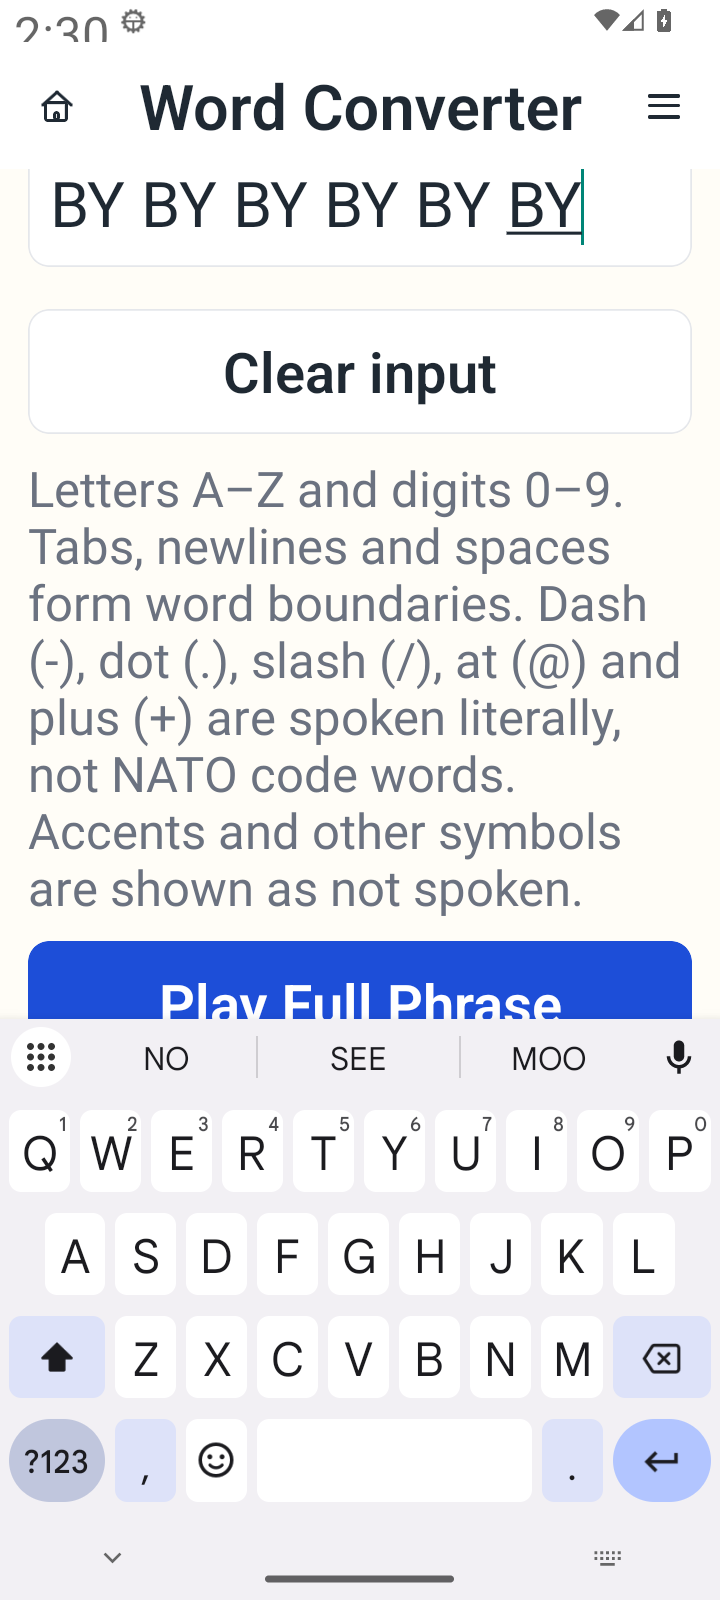 2:30
Word Converter
BY BY BY BY BY BY
Clear input
Letters A–Z and digits 0–9.
Tabs, newlines and spaces
form word boundaries. Dash
(-), dot (.), slash (/), at (@) and
plus (+) are spoken literally,
not NATO code words.
Accents and other symbols
are shown as not spoken.
Play Full Phrase
NO SEE MOO
1 2 3 4 5 6 7 8 9 0
Q W E R T Y U I O P
A S D F G H J K L
Z X C V B N M
?123 , .